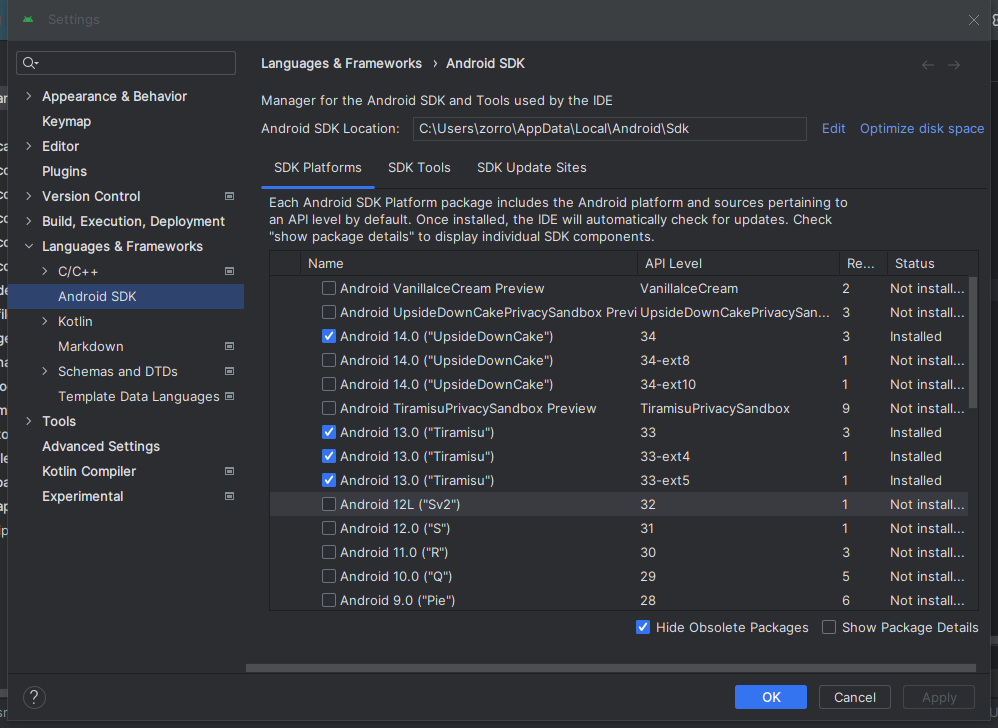 Settings
Languages & Frameworks › Android SDK
Manager for the Android SDK and Tools used by the IDE
Android SDK Location: C:\Users\zorro\AppData\Local\Android\Sdk Edit Optimize disk space
SDK Platforms SDK Tools SDK Update Sites
Each Android SDK Platform package includes the Android platform and sources pertaining to
an API level by default. Once installed, the IDE will automatically check for updates. Check
"show package details" to display individual SDK components.
Appearance & Behavior
Keymap
Editor
Plugins
Version Control
Build, Execution, Deployment
Languages & Frameworks
C/C++
Android SDK
Kotlin
Markdown
Schemas and DTDs
Template Data Languages
Tools
Advanced Settings
Kotlin Compiler
Experimental
Name API Level Re... Status
Android VanillaIceCream Preview VanillaIceCream 2 Not install...
Android UpsideDownCakePrivacySandbox Previ UpsideDownCakePrivacySan... 3 Not install...
Android 14.0 ("UpsideDownCake") 34 3 Installed
Android 14.0 ("UpsideDownCake") 34-ext8 1 Not install...
Android 14.0 ("UpsideDownCake") 34-ext10 1 Not install...
Android TiramisuPrivacySandbox Preview TiramisuPrivacySandbox 9 Not install...
Android 13.0 ("Tiramisu") 33 3 Installed
Android 13.0 ("Tiramisu") 33-ext4 1 Installed
Android 13.0 ("Tiramisu") 33-ext5 1 Installed
Android 12L ("Sv2") 32 1 Not install...
Android 12.0 ("S") 31 1 Not install...
Android 11.0 ("R") 30 3 Not install...
Android 10.0 ("Q") 29 5 Not install...
Android 9.0 ("Pie") 28 6 Not install...
Hide Obsolete Packages Show Package Details
? OK Cancel Apply